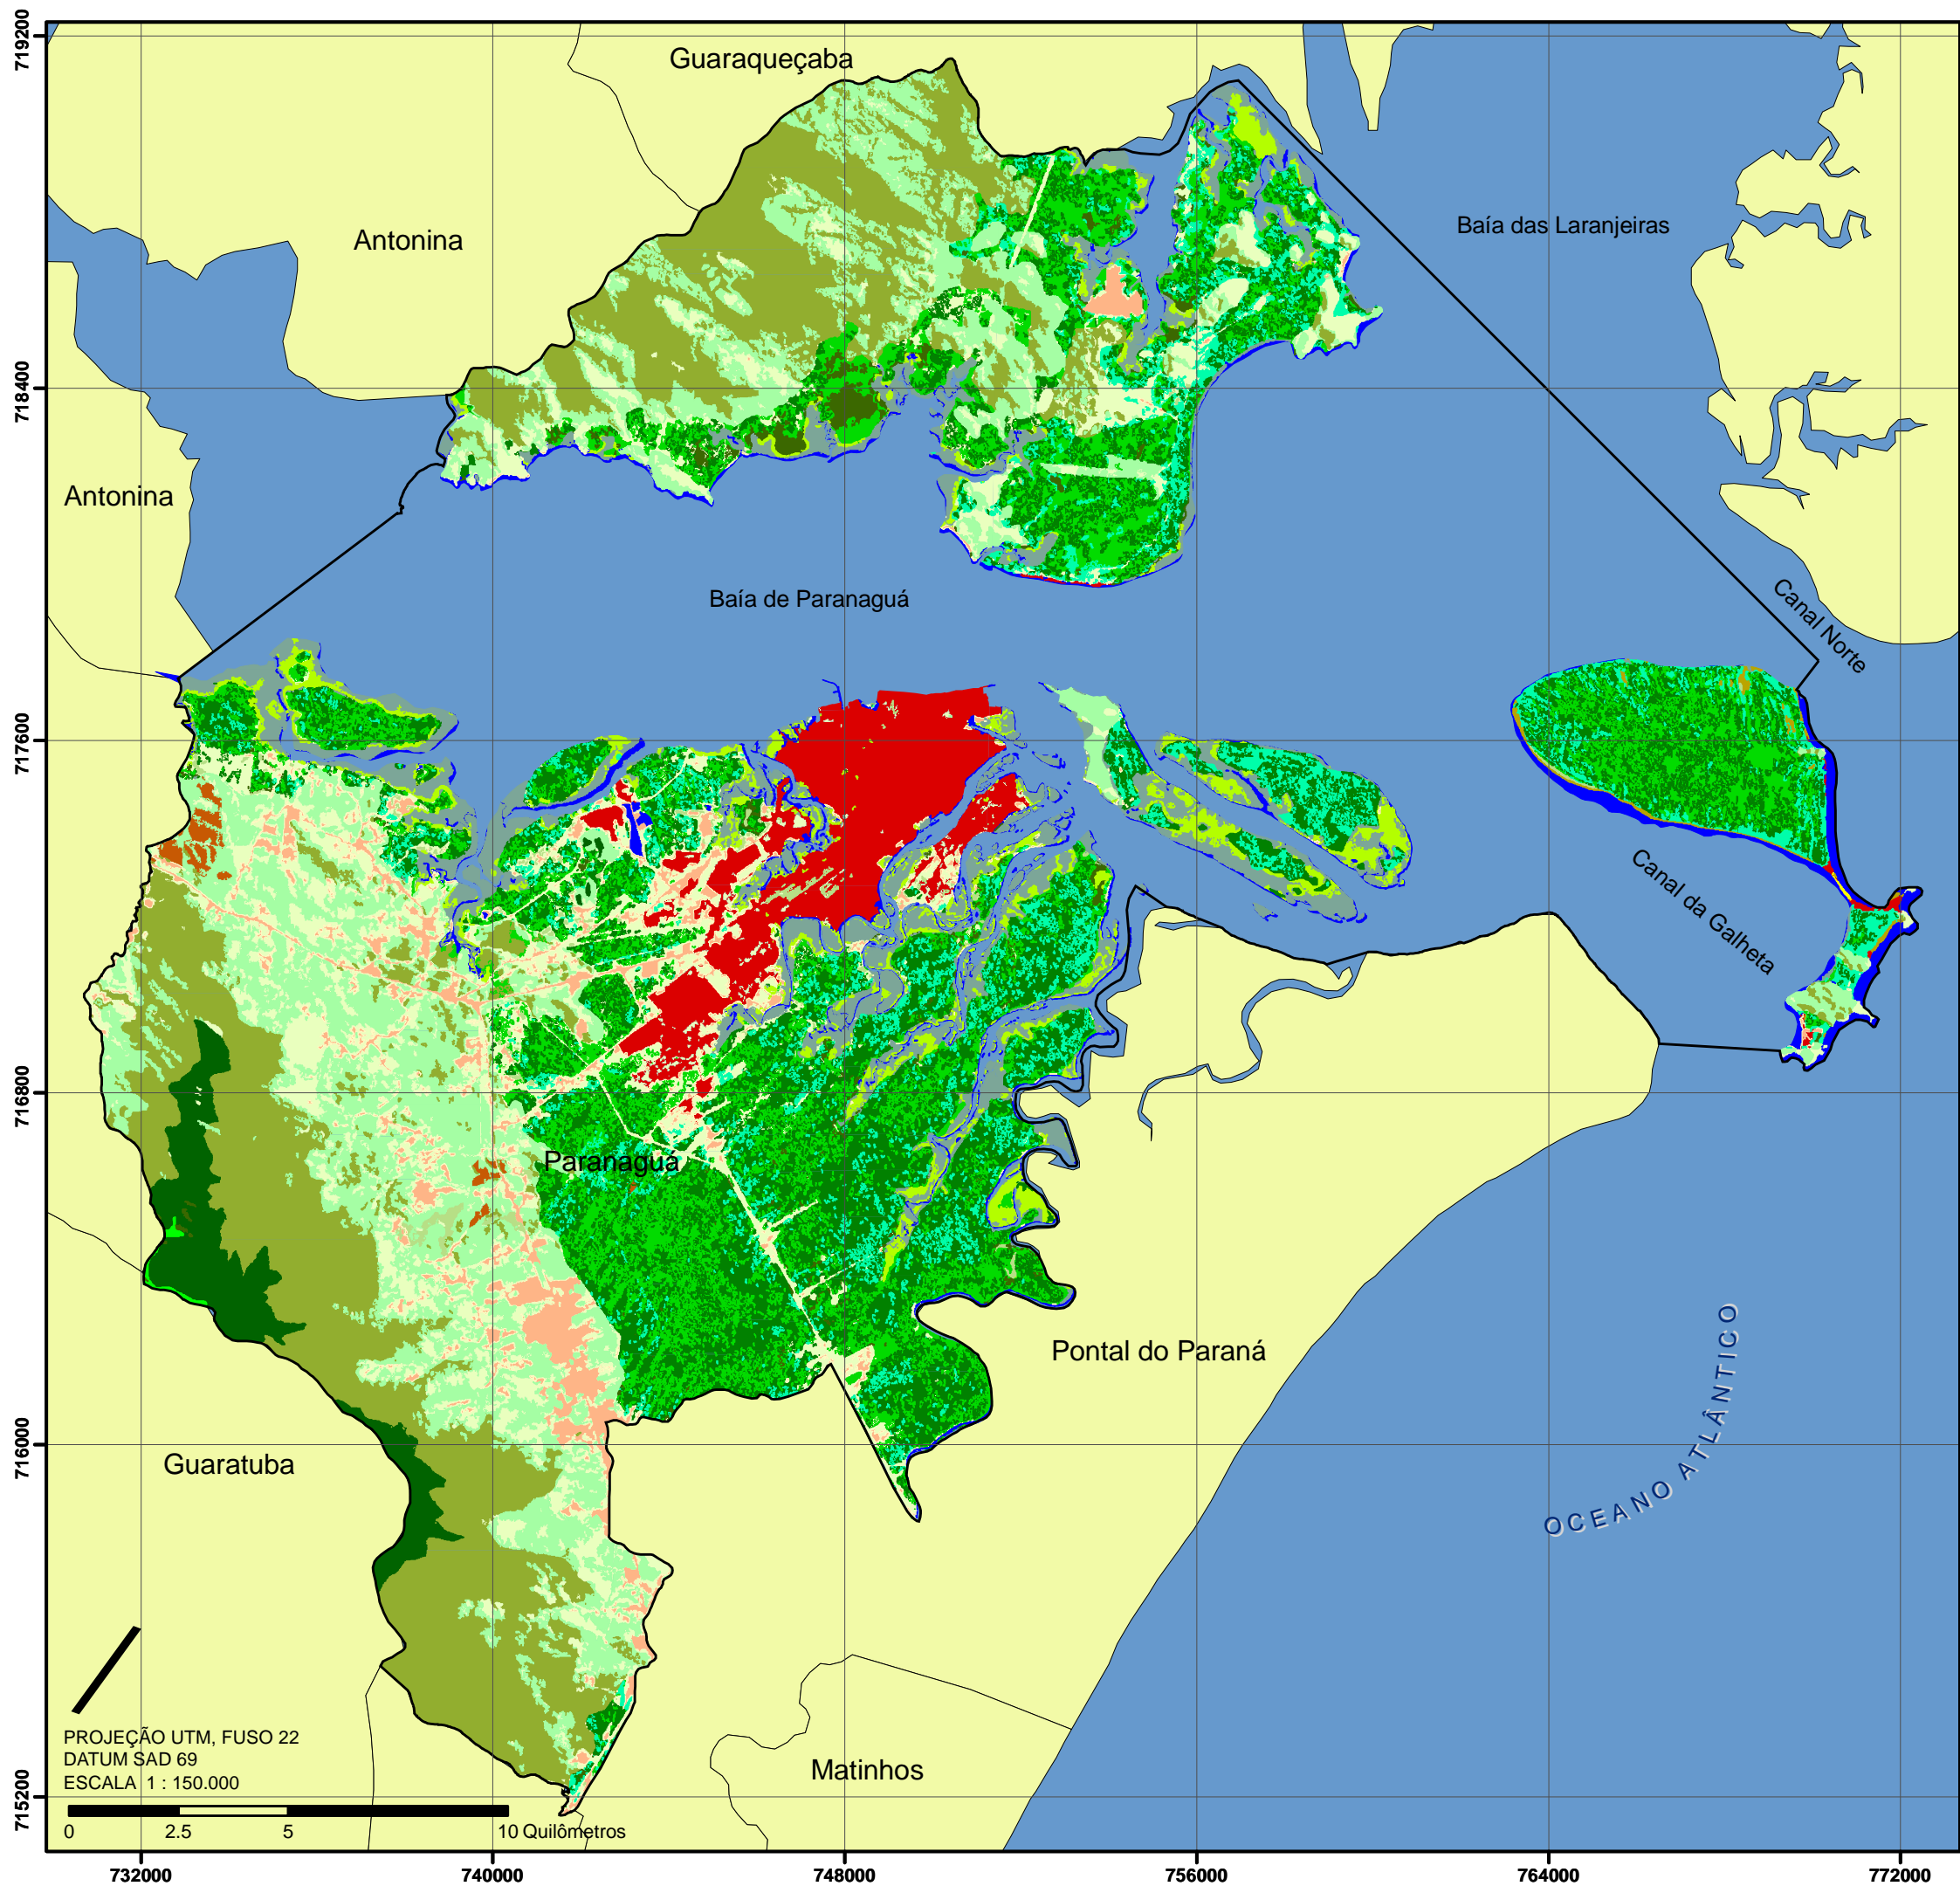 719200
Guaraqueçaba
Antonina
Baía das Laranjeiras
718400
Antonina
Baía de Paranaguá
Canal Norte
717600
Canal da Galheta
716800
Paranaguá
Pontal do Paraná
OCEANO ATLÂNTICO
716000
Guaratuba
PROJEÇÃO UTM, FUSO 22
DATUM SAD 69
ESCALA 1 : 150.000
Matinhos
715200
0 2.5 5 10 Quilômetros
732000 740000 748000 756000 764000 772000